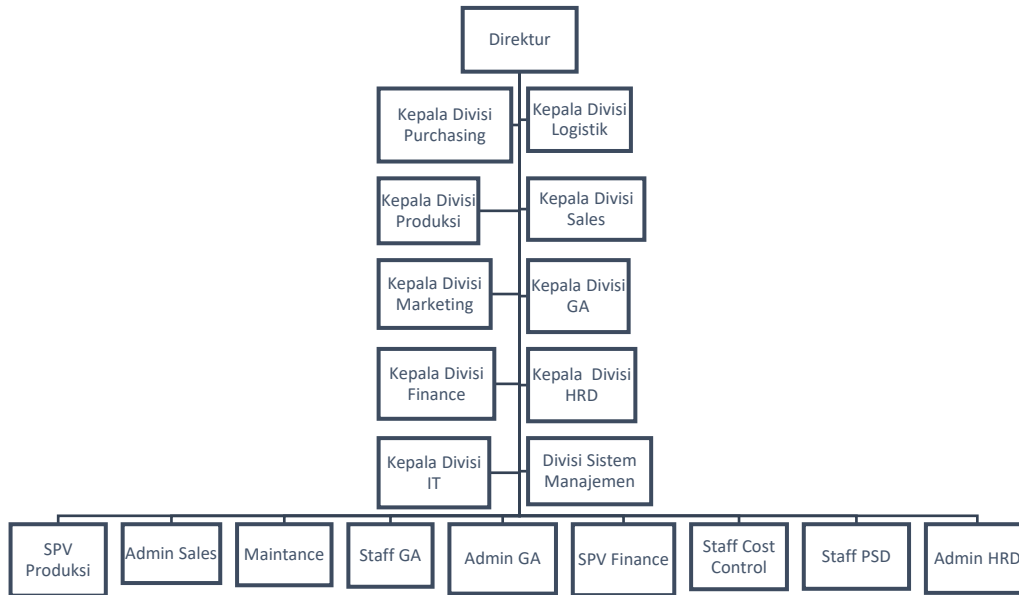 Direktur
Kepala Divisi
Purchasing
Kepala Divisi
Logistik
Kepala Divisi
Produksi
Kepala Divisi
Sales
Kepala Divisi
Marketing
Kepala Divisi
GA
Kepala Divisi
Finance
Kepala Divisi
HRD
Kepala Divisi
IT
Divisi Sistem
Manajemen
SPV
Produksi
Admin Sales
Maintance
Staff GA
Admin GA
SPV Finance
Staff Cost
Control
Staff PSD
Admin HRD